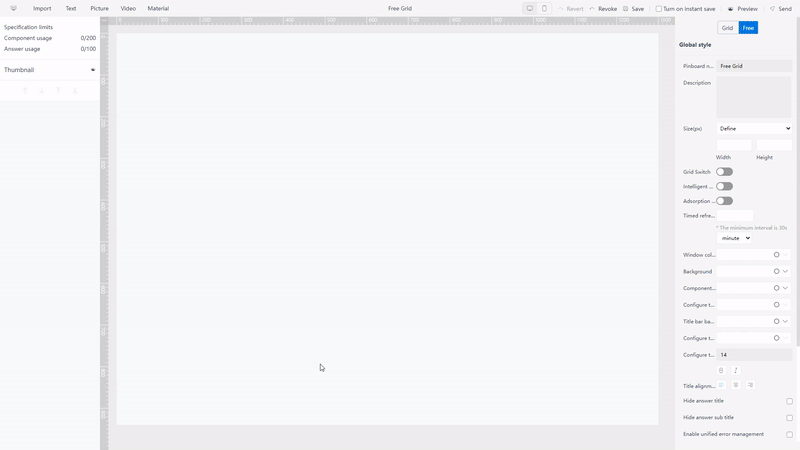 Import Text Picture Video Material Free Grid Revert Revoke Save Turn on instant save Preview Send
Specification limits
Component usage 0/200
Answer usage 0/100
Thumbnail
Grid Free
Global style
Pinboard n... Free Grid
Description
Size(px) Define
Width Height
Grid Switch
Intelligent ...
Adsorption ...
Timed refre...
* The minimum interval is 30s
minute
Window col...
Background
Component...
Configure t...
Title bar ba...
Configure t...
Configure t... 14
B I
Title alignm...
Hide answer title
Hide answer sub title
Enable unified error management